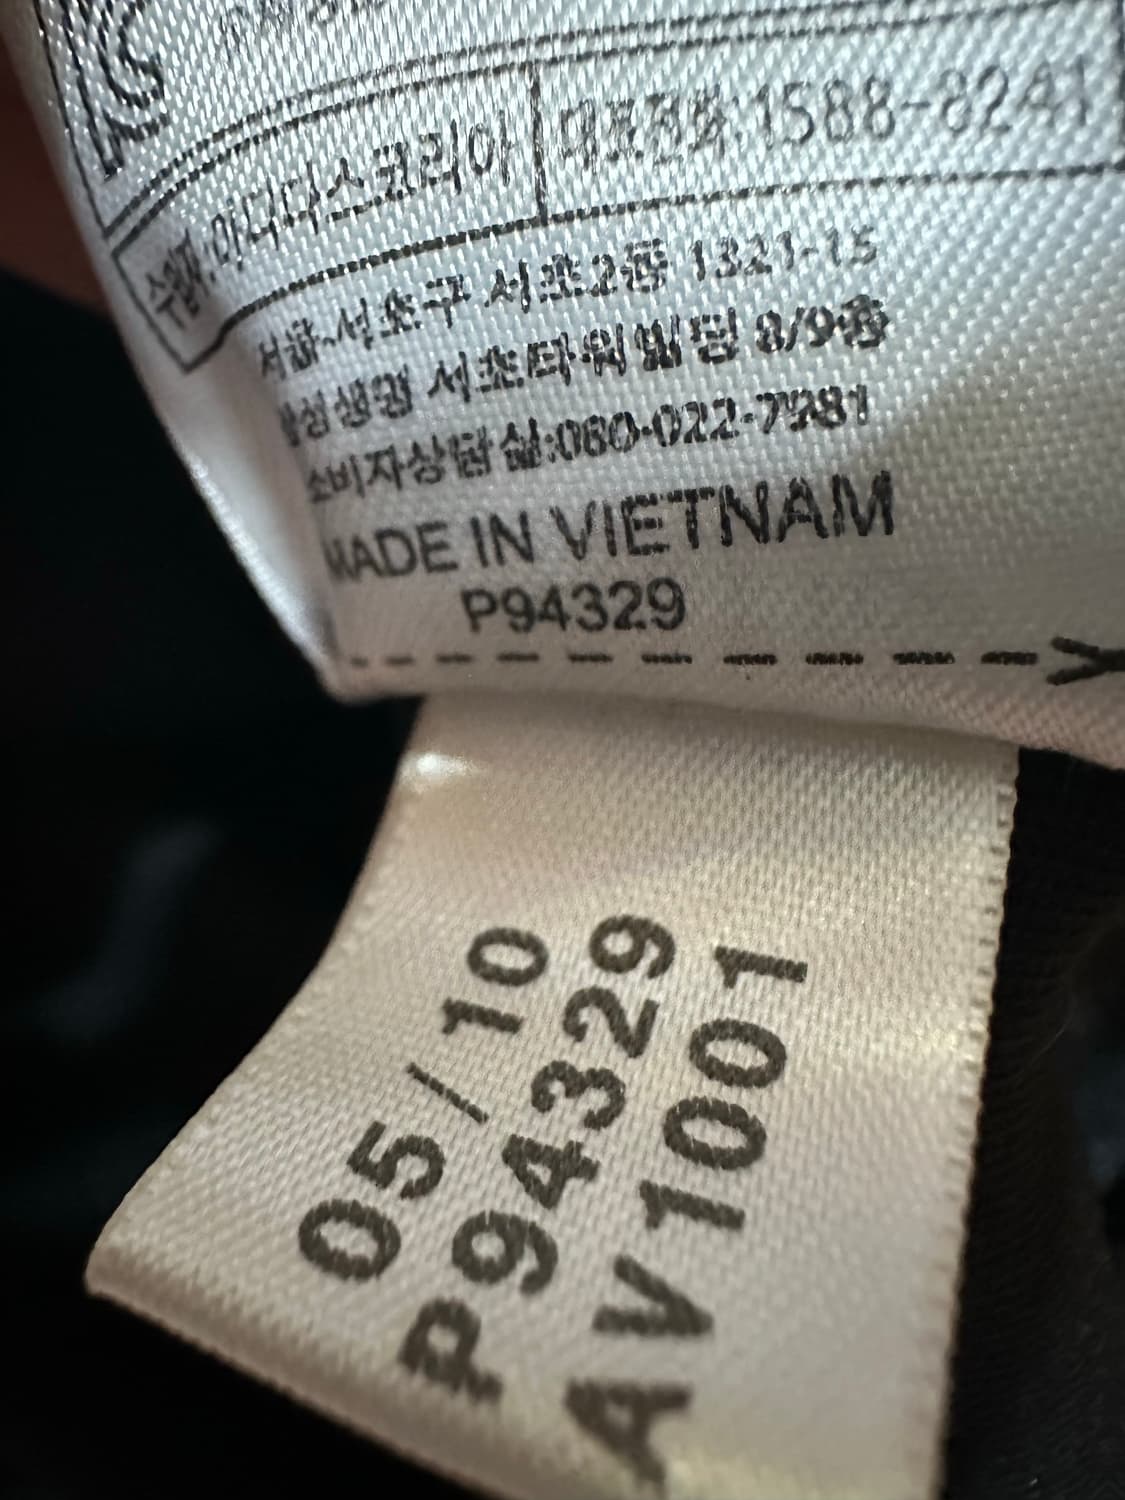 수입자:아디다스코리아 대표전화:1588-8241
서울시서초구 서초2동 1321-15
삼성생명 서초타워빌딩 8/9층
소비자상담실:080-022-7981
MADE IN VIETNAM
P94329
05/10
P94329
AV1001